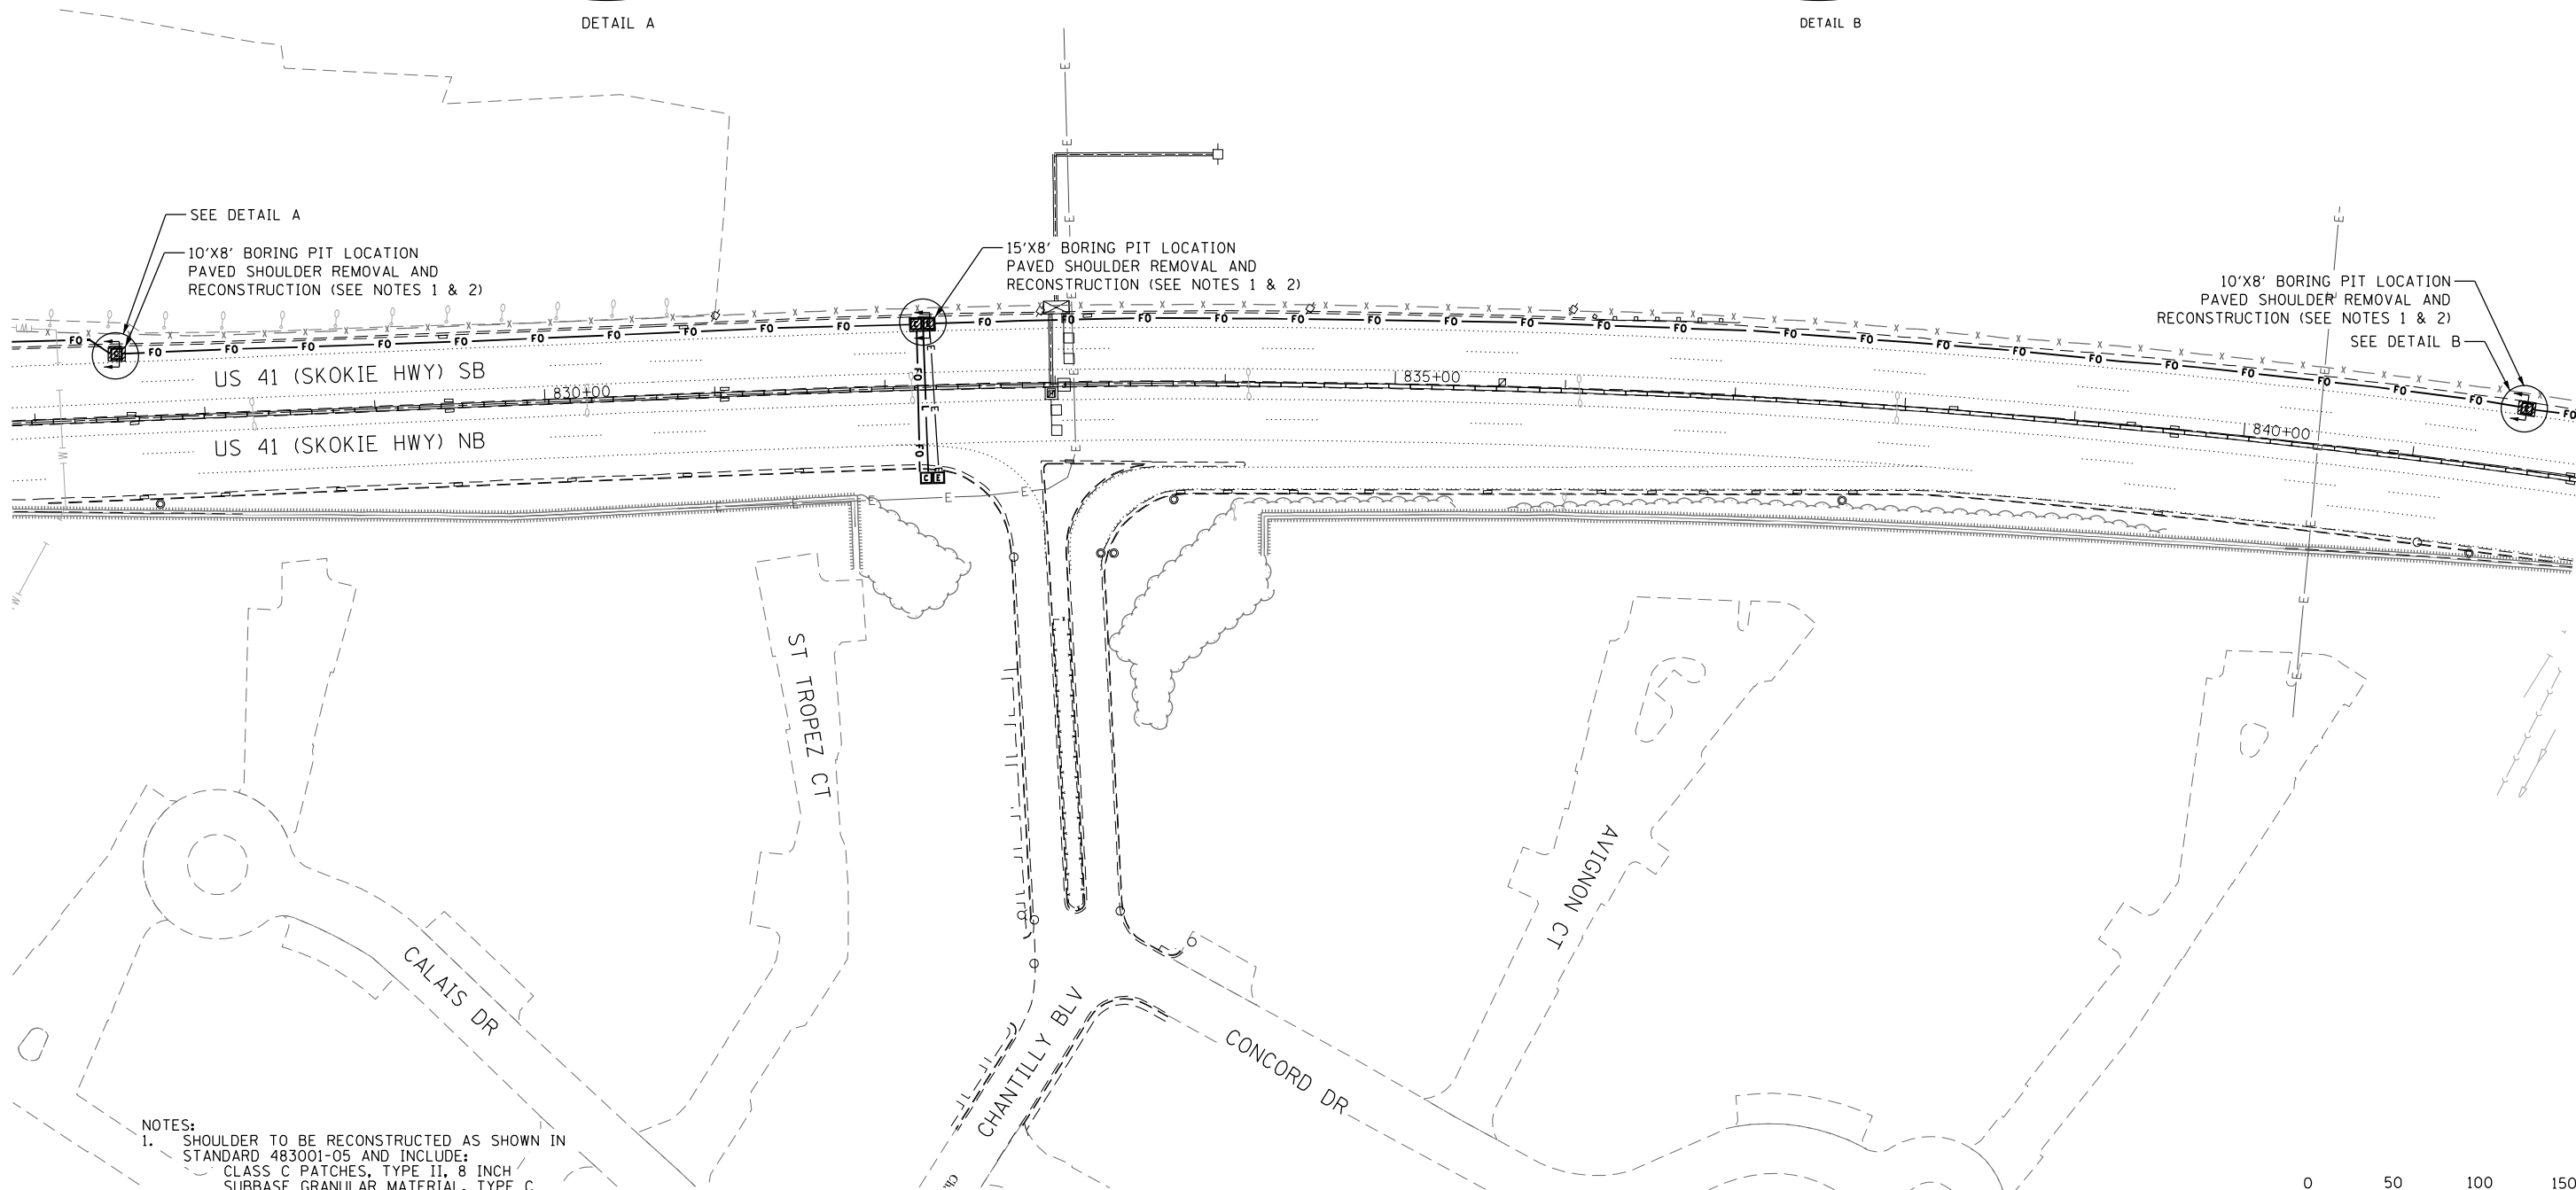 DETAIL A
DETAIL B
SEE DETAIL A
10'X8' BORING PIT LOCATION
PAVED SHOULDER REMOVAL AND
RECONSTRUCTION (SEE NOTES 1 & 2)
15'X8' BORING PIT LOCATION
PAVED SHOULDER REMOVAL AND
RECONSTRUCTION (SEE NOTES 1 & 2)
10'X8' BORING PIT LOCATION
PAVED SHOULDER REMOVAL AND
RECONSTRUCTION (SEE NOTES 1 & 2)
SEE DETAIL B
US 41 (SKOKIE HWY) SB
830+00
835+00
840+00
US 41 (SKOKIE HWY) NB
C E
ST TROPEZ CT
AVIGNON CT
CALAIS DR
CHANTILLY BLV
CONCORD DR
NOTES:
1. SHOULDER TO BE RECONSTRUCTED AS SHOWN IN
STANDARD 483001-05 AND INCLUDE:
CLASS C PATCHES, TYPE II, 8 INCH
SUBBASE GRANULAR MATERIAL, TYPE C
0 50 100 150